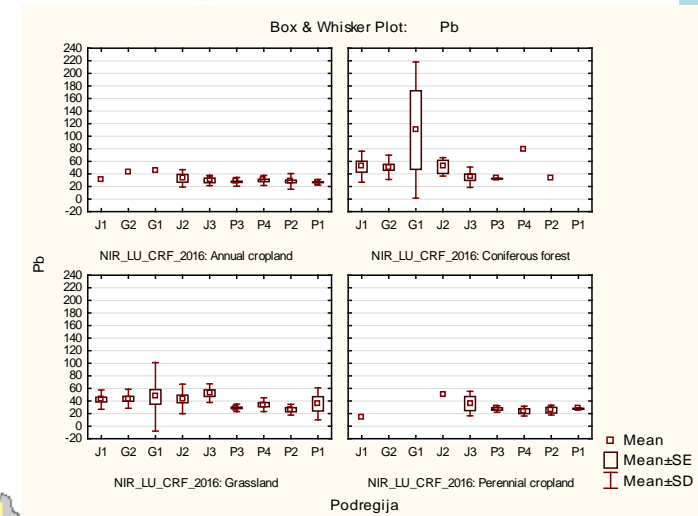 Box & Whisker Plot: Pb
240
220
200
180
160
140
120
100
80
60
40
20
0
-20
J1 G2 G1 J2 J3 P3 P4 P2 P1
NIR_LU_CRF_2016: Annual cropland
J1 G2 G1 J2 J3 P3 P4 P2 P1
NIR_LU_CRF_2016: Coniferous forest
Pb
240
220
200
180
160
140
120
100
80
60
40
20
0
-20
J1 G2 G1 J2 J3 P3 P4 P2 P1
NIR_LU_CRF_2016: Grassland
J1 G2 G1 J2 J3 P3 P4 P2 P1
NIR_LU_CRF_2016: Perennial cropland
Podregija
Mean
Mean±SE
Mean±SD